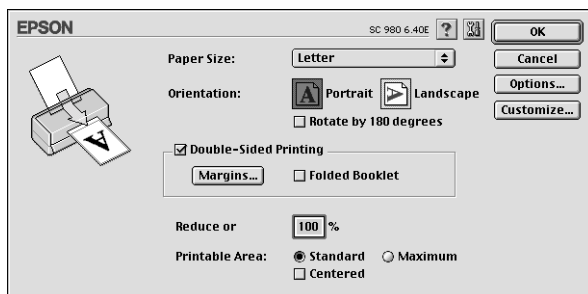 EPSON
SC 980 6.40E ? OK
Paper Size: Letter Cancel
Orientation: A Portrait A Landscape Options...
Rotate by 180 degrees Customize...
A
Double-Sided Printing
Margins... Folded Booklet
Reduce or 100 %
Printable Area: Standard Maximum
Centered